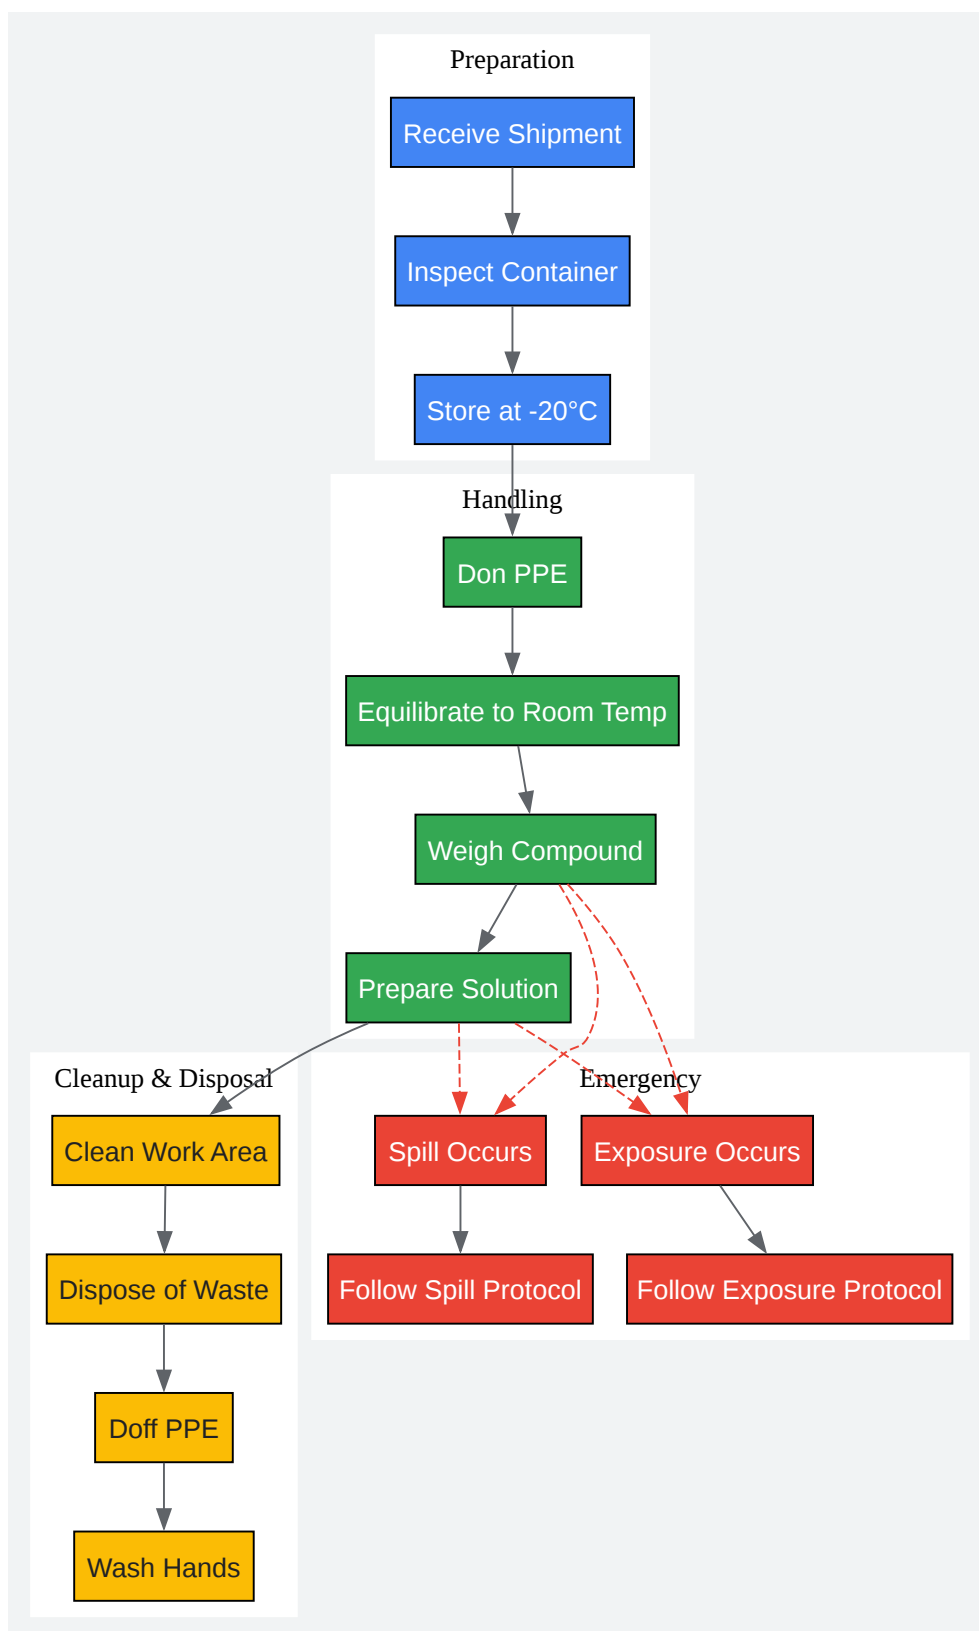 Preparation
Receive Shipment
Inspect Container
Store at -20°C
Handling
Don PPE
Equilibrate to Room Temp
Weigh Compound
Prepare Solution
Cleanup & Disposal
Clean Work Area
Dispose of Waste
Doff PPE
Wash Hands
Emergency
Spill Occurs
Exposure Occurs
Follow Spill Protocol
Follow Exposure Protocol